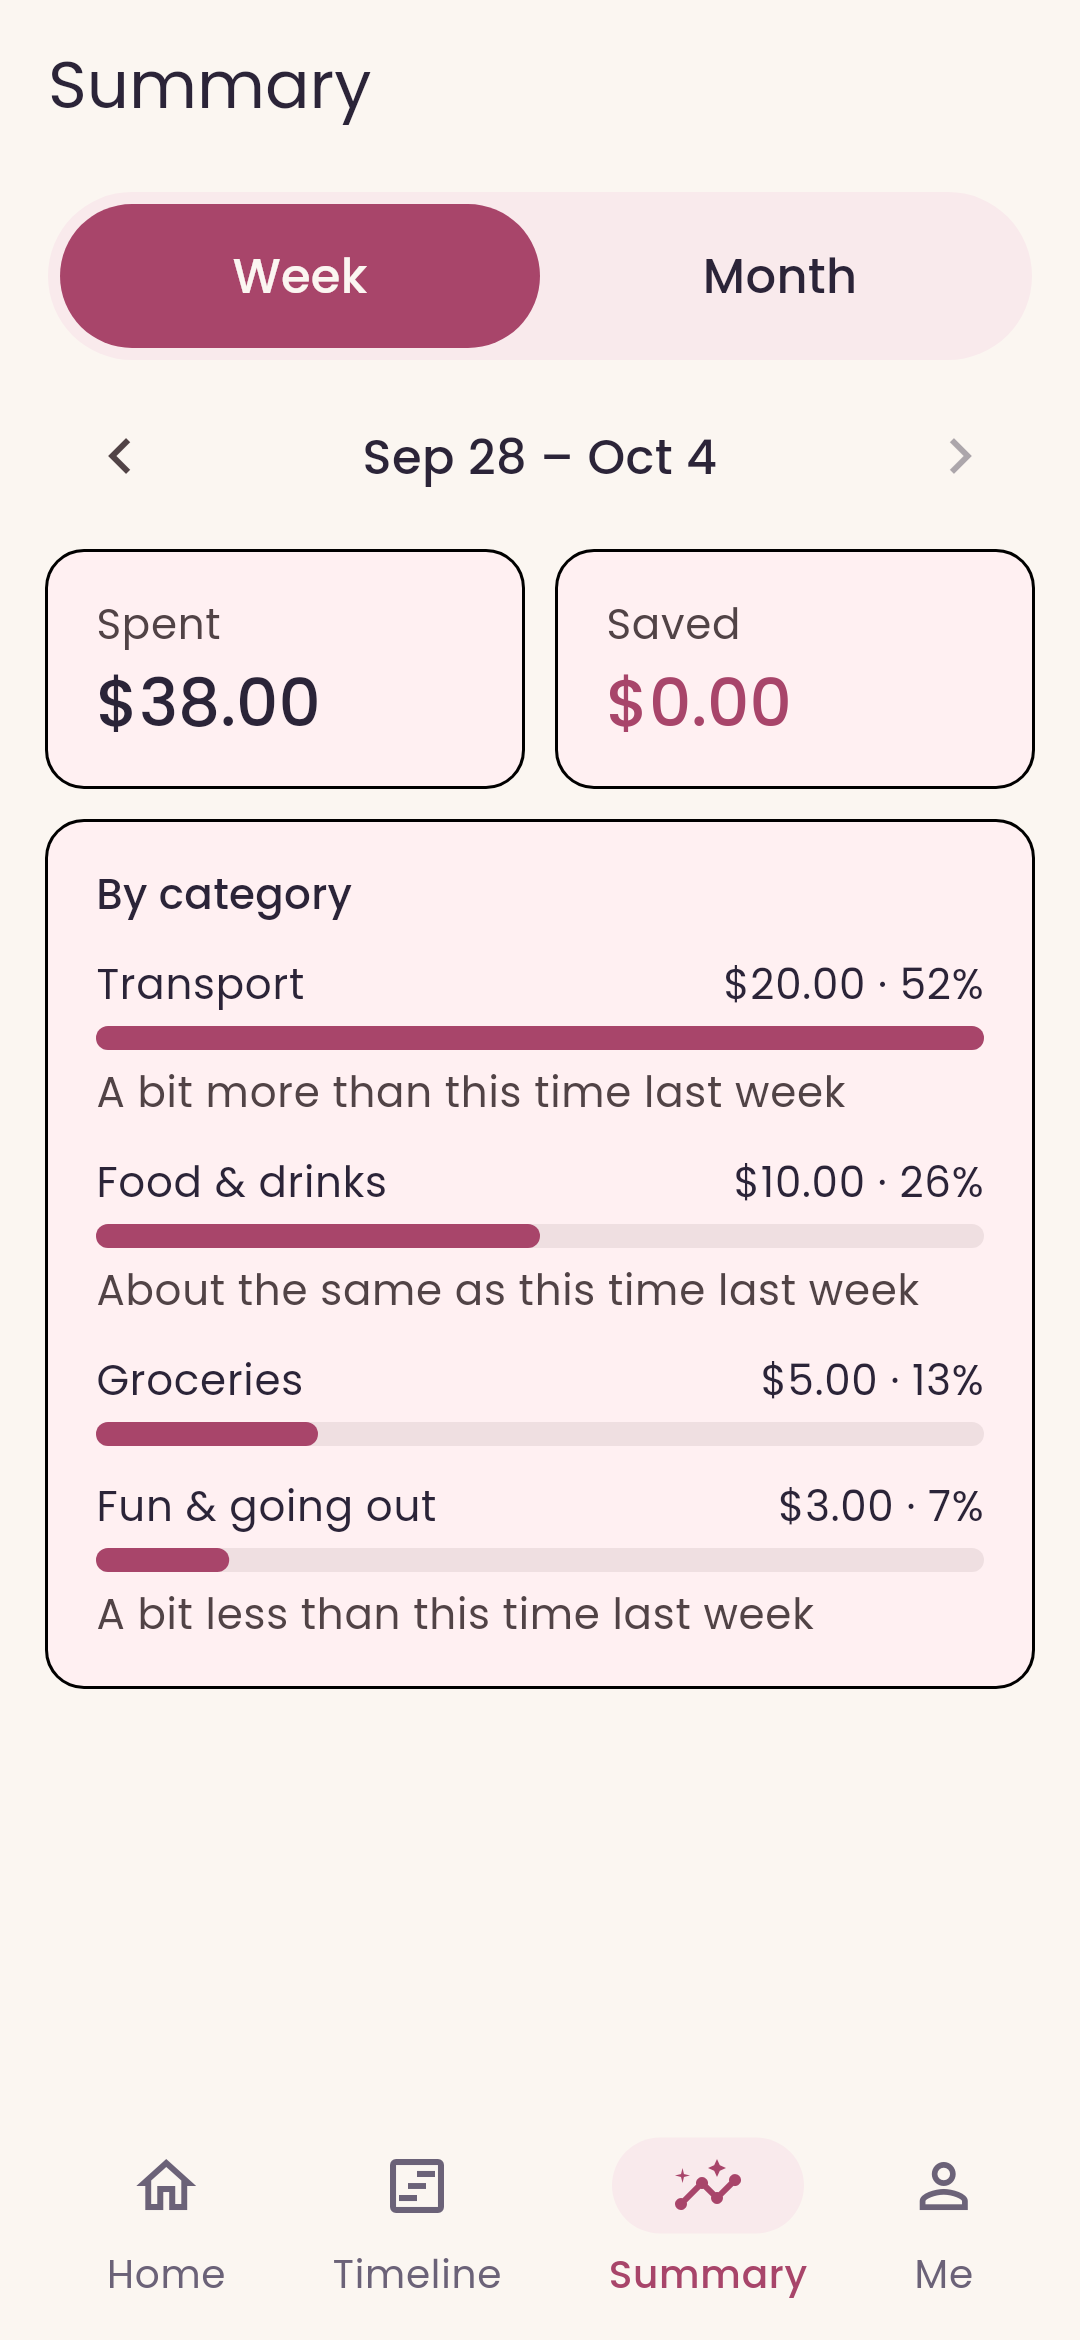 Summary
Week
Month
Sep 28 – Oct 4
Spent
$38.00
Saved
$0.00
By category
Transport
$20.00 · 52%
A bit more than this time last week
Food & drinks
$10.00 · 26%
About the same as this time last week
Groceries
$5.00 · 13%
Fun & going out
$3.00 · 7%
A bit less than this time last week
Home
Timeline
Summary
Me